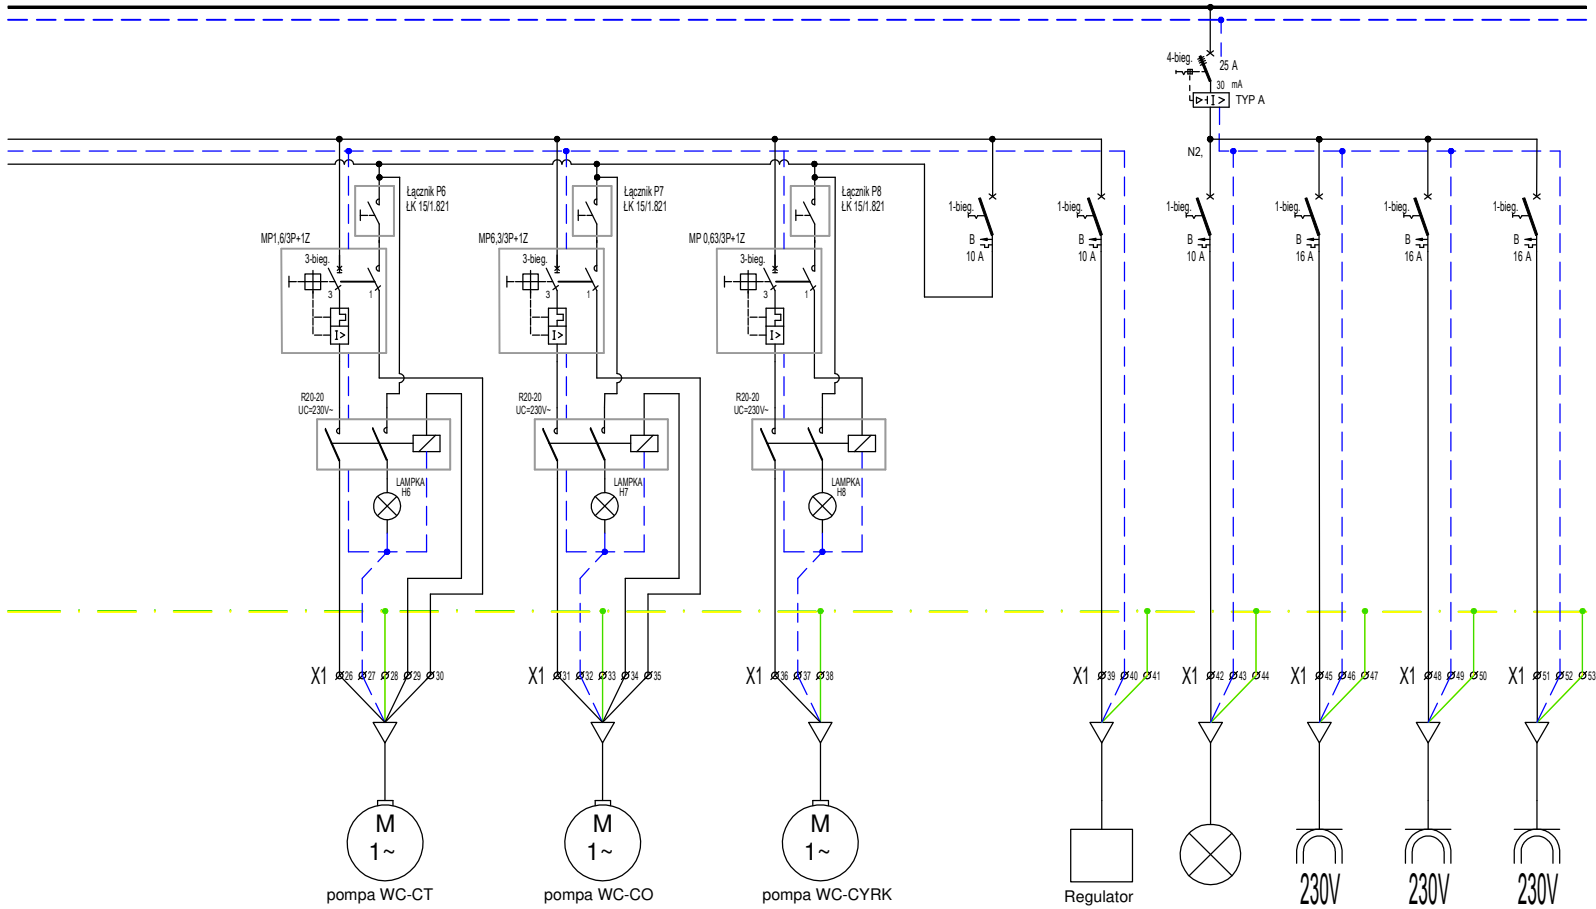 4-bieg.
25 A
30 mA
I >
TYP A
N2,
Łącznik P6
ŁK 15/1.821
Łącznik P7
ŁK 15/1.821
Łącznik P8
ŁK 15/1.821
1-bieg.
B
10 A
1-bieg.
B
10 A
1-bieg.
B
10 A
1-bieg.
B
16 A
1-bieg.
B
16 A
1-bieg.
B
16 A
MP1,6/3P+1Z
3-bieg.
3
1
I>
MP6,3/3P+1Z
3-bieg.
3
1
I>
MP 0,63/3P+1Z
3-bieg.
3
1
I>
R20-20
UC=230V~
R20-20
UC=230V~
R20-20
UC=230V~
LAMPKA
H6
LAMPKA
H7
LAMPKA
H8
X1 26 27 28 29 30
X1 31 32 33 34 35
X1 36 37 38
X1 39 40 41
X1 42 43 44
X1 45 46 47
X1 48 49 50
X1 51 52 53
M
1~
M
1~
M
1~
pompa WC-CT
pompa WC-CO
pompa WC-CYRK
Regulator
230V
230V
230V